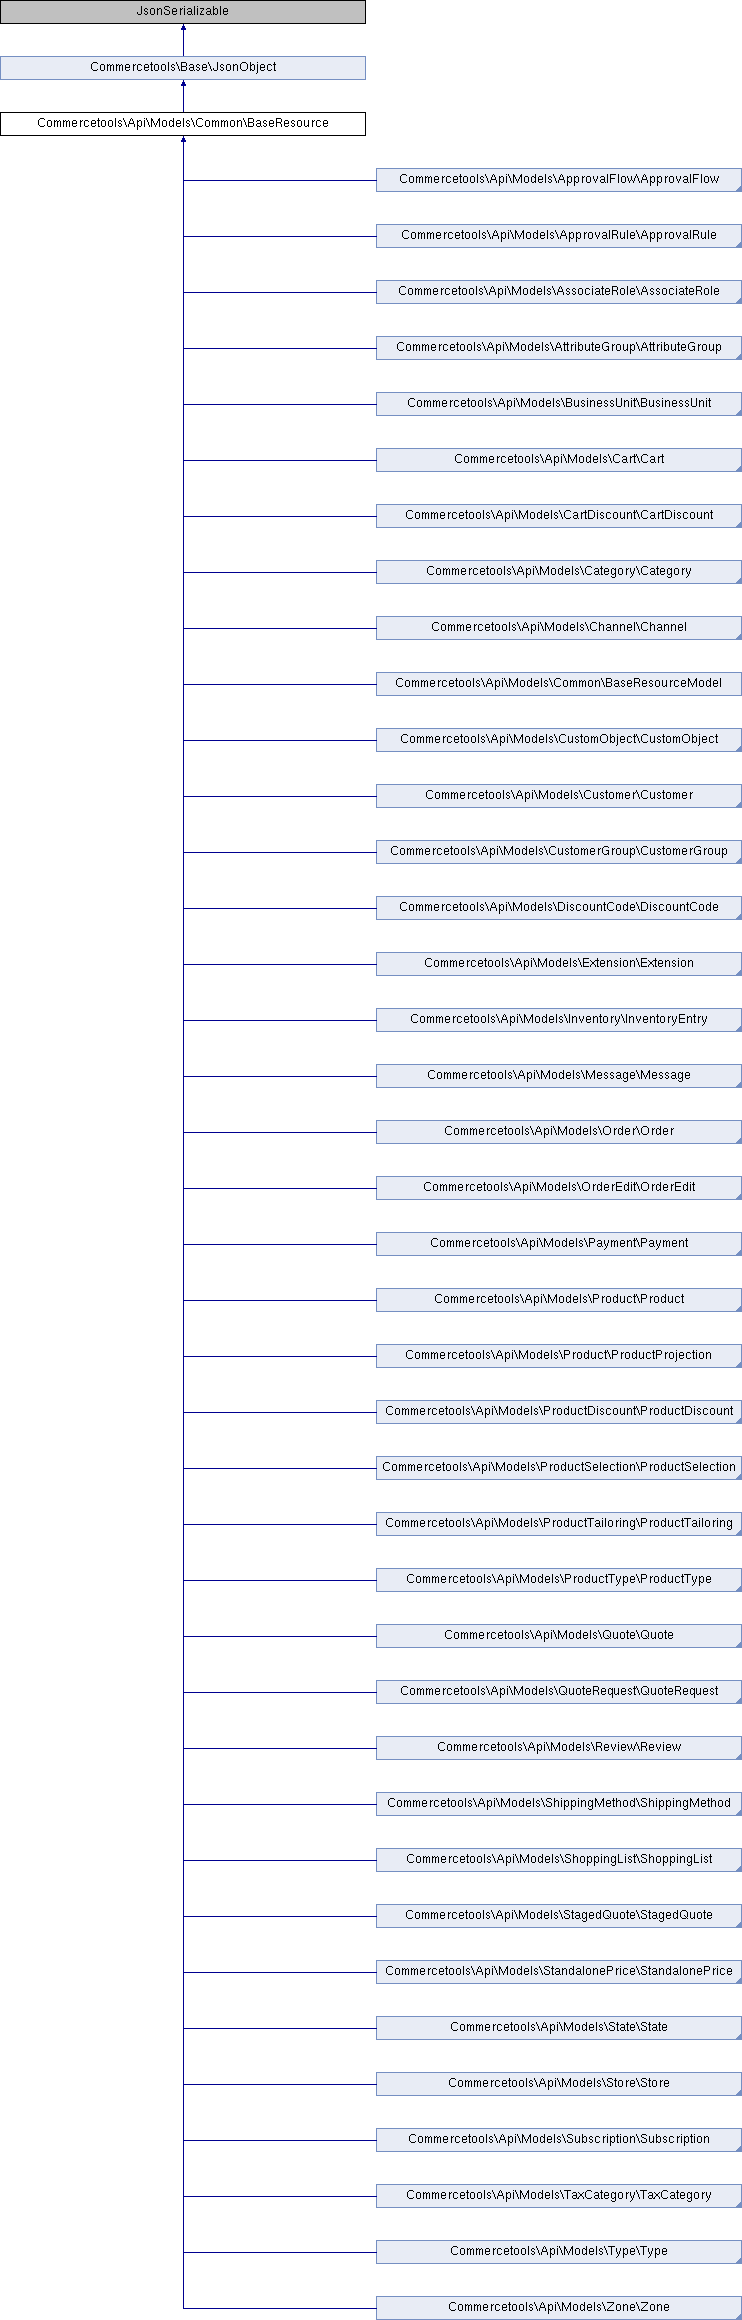 JsonSerializable
Commercetools\Base\JsonObject
Commercetools\Api\Models\Common\BaseResource
Commercetools\Api\Models\ApprovalFlow\ApprovalFlow
Commercetools\Api\Models\ApprovalRule\ApprovalRule
Commercetools\Api\Models\AssociateRole\AssociateRole
Commercetools\Api\Models\AttributeGroup\AttributeGroup
Commercetools\Api\Models\BusinessUnit\BusinessUnit
Commercetools\Api\Models\Cart\Cart
Commercetools\Api\Models\CartDiscount\CartDiscount
Commercetools\Api\Models\Category\Category
Commercetools\Api\Models\Channel\Channel
Commercetools\Api\Models\Common\BaseResourceModel
Commercetools\Api\Models\CustomObject\CustomObject
Commercetools\Api\Models\Customer\Customer
Commercetools\Api\Models\CustomerGroup\CustomerGroup
Commercetools\Api\Models\DiscountCode\DiscountCode
Commercetools\Api\Models\Extension\Extension
Commercetools\Api\Models\Inventory\InventoryEntry
Commercetools\Api\Models\Message\Message
Commercetools\Api\Models\Order\Order
Commercetools\Api\Models\OrderEdit\OrderEdit
Commercetools\Api\Models\Payment\Payment
Commercetools\Api\Models\Product\Product
Commercetools\Api\Models\Product\ProductProjection
Commercetools\Api\Models\ProductDiscount\ProductDiscount
Commercetools\Api\Models\ProductSelection\ProductSelection
Commercetools\Api\Models\ProductTailoring\ProductTailoring
Commercetools\Api\Models\ProductType\ProductType
Commercetools\Api\Models\Quote\Quote
Commercetools\Api\Models\QuoteRequest\QuoteRequest
Commercetools\Api\Models\Review\Review
Commercetools\Api\Models\ShippingMethod\ShippingMethod
Commercetools\Api\Models\ShoppingList\ShoppingList
Commercetools\Api\Models\StagedQuote\StagedQuote
Commercetools\Api\Models\StandalonePrice\StandalonePrice
Commercetools\Api\Models\State\State
Commercetools\Api\Models\Store\Store
Commercetools\Api\Models\Subscription\Subscription
Commercetools\Api\Models\TaxCategory\TaxCategory
Commercetools\Api\Models\Type\Type
Commercetools\Api\Models\Zone\Zone